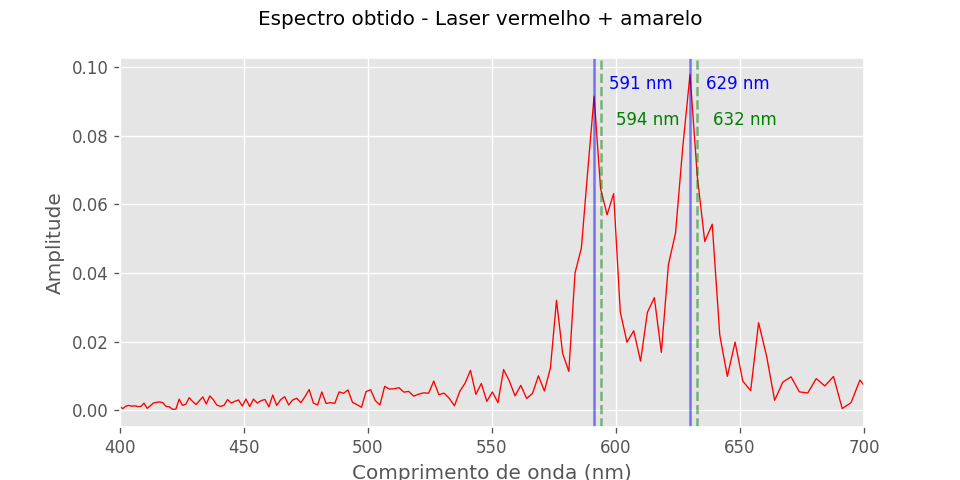 Espectro obtido - Laser vermelho + amarelo
0.10
0.08
0.06
0.04
0.02
0.00
Amplitude
591 nm
629 nm
594 nm
632 nm
400
450
500
550
600
650
700
Comprimento de onda (nm)